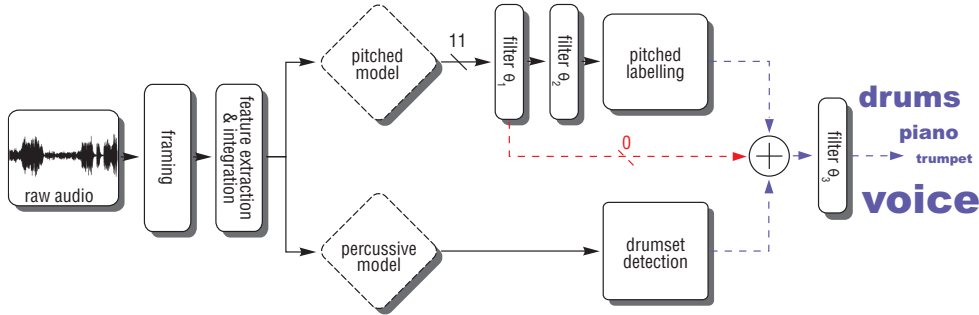 raw audio
framing
feature extraction
& integration
pitched
model
11
filter θ1
filter θ2
pitched
labelling
0
percussive
model
drumset
detection
filter θ3
drums
piano
trumpet
voice